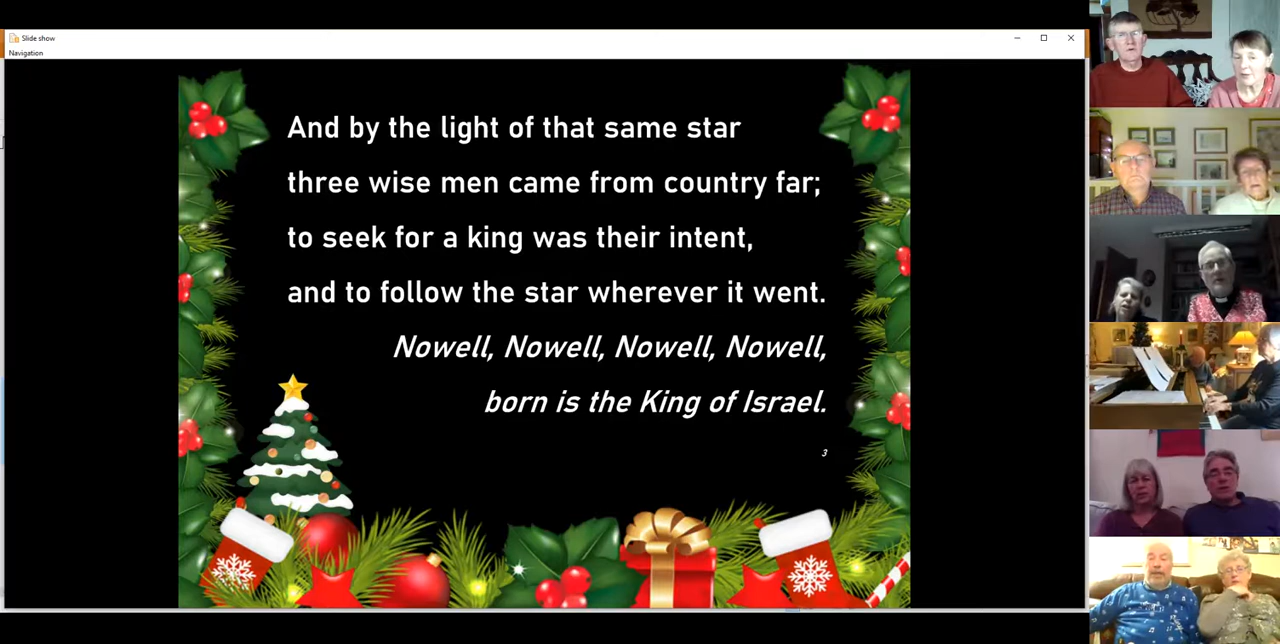 Slide show
Navigation
And by the light of that same star
three wise men came from country far;
to seek for a king was their intent,
and to follow the star wherever it went.
Nowell, Nowell, Nowell, Nowell,
born is the King of Israel.
3